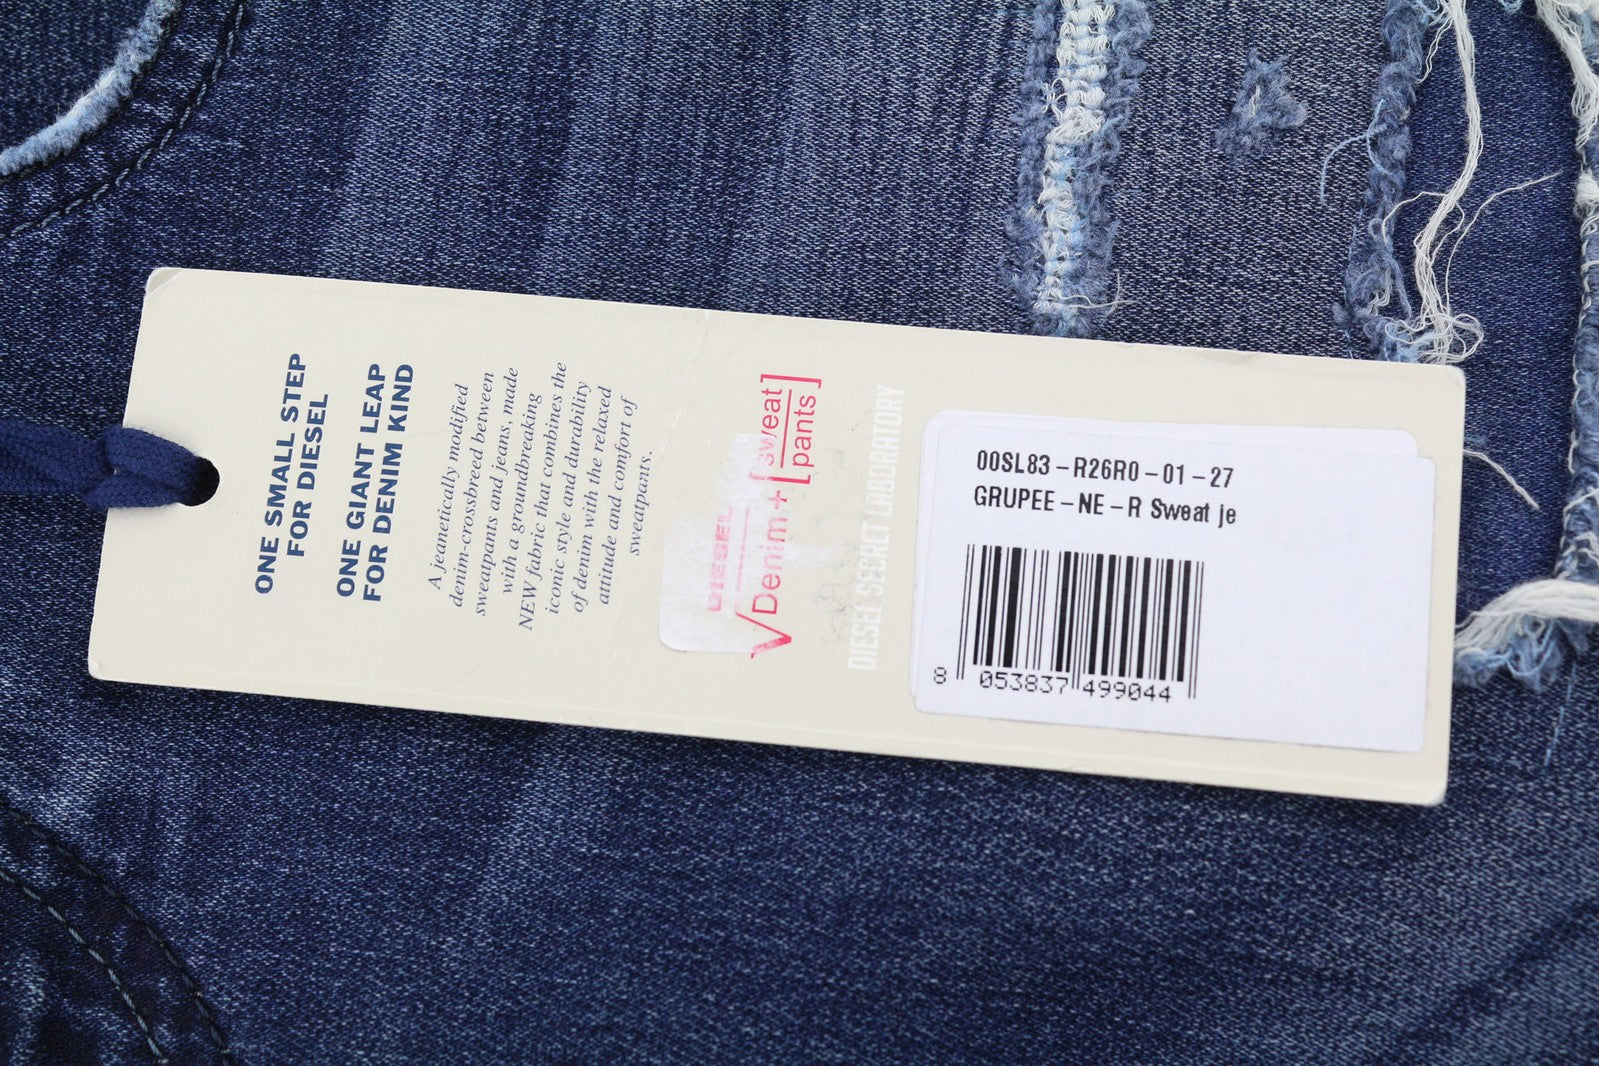 ONE SMALL STEP
FOR DIESEL
ONE GIANT LEAP
FOR DENIM KIND
A jeanetically modified
denim-crossbreed between
sweatpants and jeans, made
with a groundbreaking
NEW fabric that combines the
iconic style and durability
of denim with the relaxed
attitude and comfort of
sweatpants.
DIESEL
√Denim+[sweat
pants]
DIESEL SECRET LABORATORY
00SL83-R26R0-01-27
GRUPEE-NE-R Sweat je
8 053837 499044